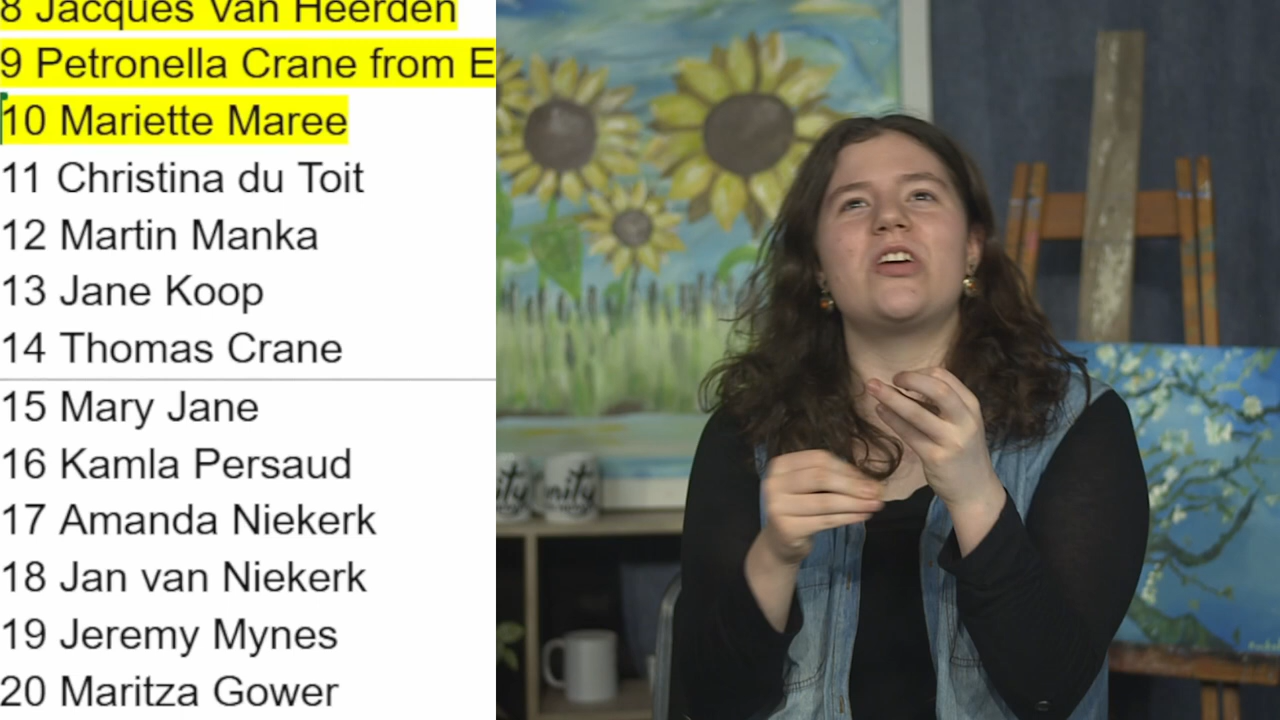 8 Jacques Van Heerden
9 Petronella Crane from E
10 Mariette Maree
11 Christina du Toit
12 Martin Manka
13 Jane Koop
14 Thomas Crane
15 Mary Jane
16 Kamla Persaud
17 Amanda Niekerk
18 Jan van Niekerk
19 Jeremy Mynes
20 Maritza Gower